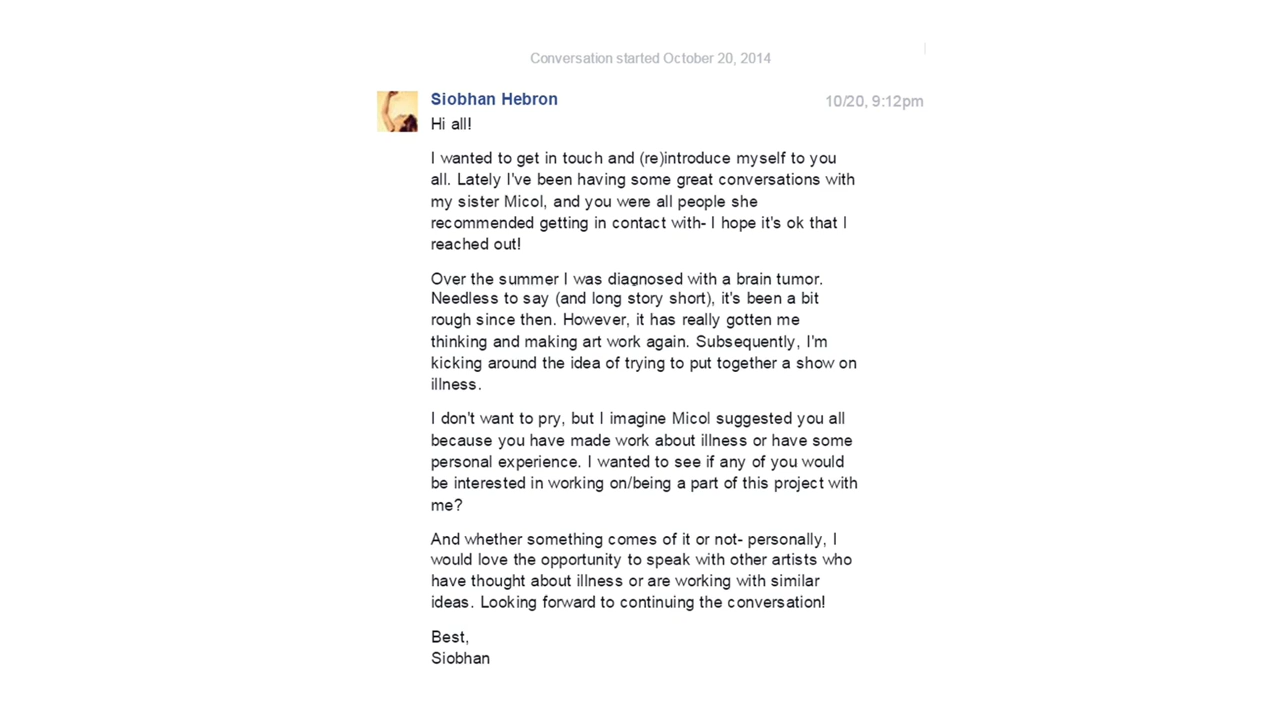 Conversation started October 20, 2014
Siobhan Hebron 10/20, 9:12pm
Hi all!
I wanted to get in touch and (re)introduce myself to you
all. Lately I've been having some great conversations with
my sister Micol, and you were all people she
recommended getting in contact with- I hope it's ok that I
reached out!
Over the summer I was diagnosed with a brain tumor.
Needless to say (and long story short), it's been a bit
rough since then. However, it has really gotten me
thinking and making art work again. Subsequently, I'm
kicking around the idea of trying to put together a show on
illness.
I don't want to pry, but I imagine Micol suggested you all
because you have made work about illness or have some
personal experience. I wanted to see if any of you would
be interested in working on/being a part of this project with
me?
And whether something comes of it or not- personally, I
would love the opportunity to speak with other artists who
have thought about illness or are working with similar
ideas. Looking forward to continuing the conversation!
Best,
Siobhan